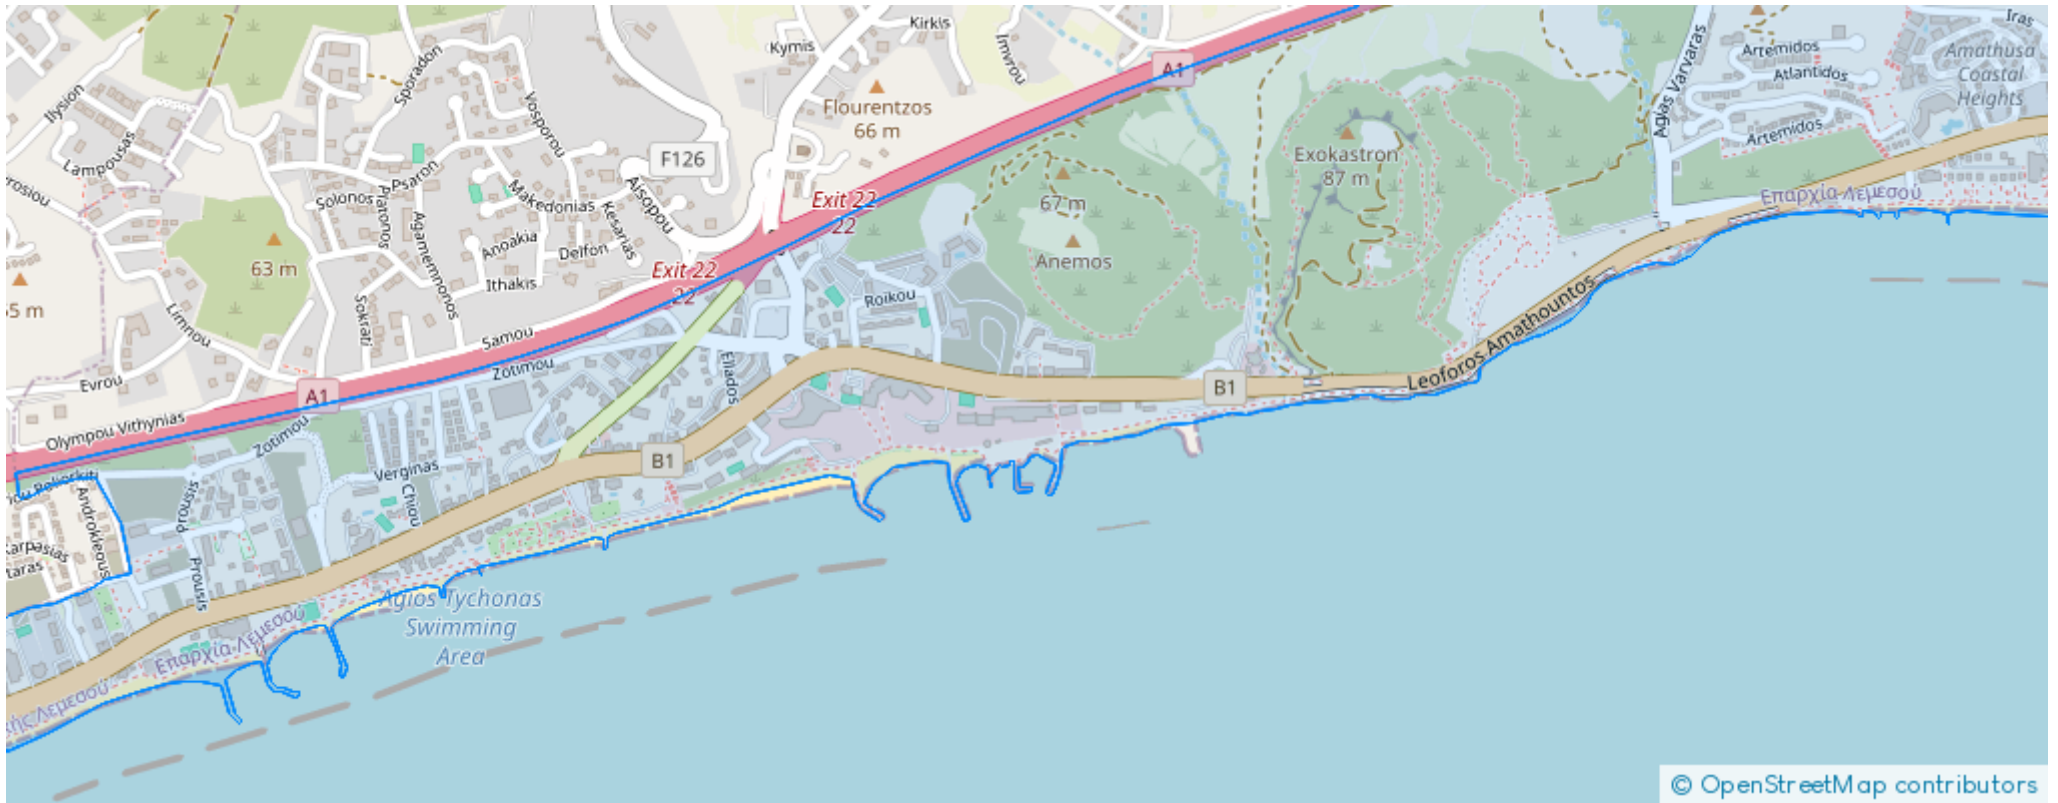 Kirkis
Iras
Kymis
Imvrou
Artemidos
Amathusa
Coastal
Heights
A1
Atlantidos
Sporadon
Ilysion
Vosporou
Flourentzos
66 m
Agias Varvaras
Artemidos
Lampousas
F126
Exokastron
87 m
Psaron
Makedonias
Aisopou
Solonos
Platonos
Agamemnonos
Kesarias
Exit 22
22
67 m
Επαρχία Λεμεσού
Anoakia
Delfon
63 m
Anemos
Exit 22
22
Ithakis
Roikou
Limnou
Sokrati
Samou
Leoforos Amathountos
Zotimou
Eliados
Evrou
A1
B1
Olympou Vithynias
Zotimou
B1
Verginas
Chiou
Prousis
Androkleous
Karpasias
Prousis
Agios Tychonas
Swimming
Area
Επαρχία Λεμεσού
Λεμεσού
© OpenStreetMap contributors